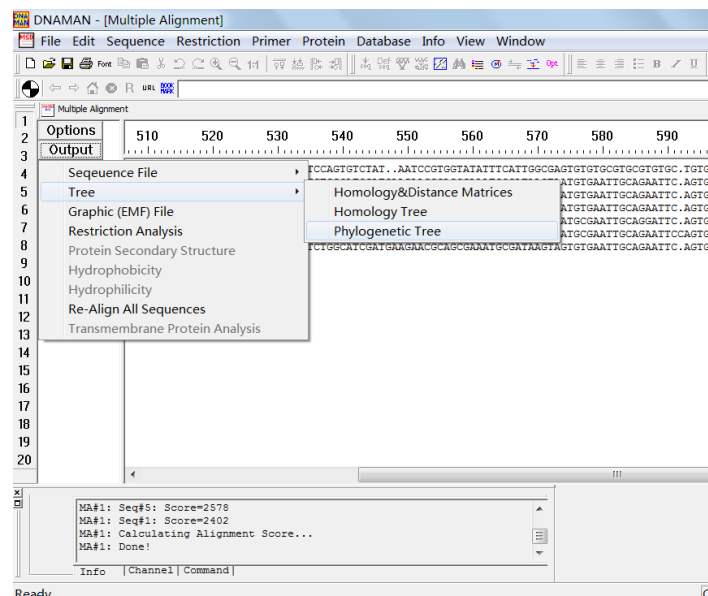 DNAMAN - [Multiple Alignment]
File Edit Sequence Restriction Primer Protein Database Info View Window
Font 1:1 Opt B I U
R URL BOOK MARK
Multiple Alignment
Options 510 520 530 540 550 560 570 580 590
Output
1
2
3
4
5
6
7
8
9
10
11
12
13
14
15
16
17
18
19
20
Seqeuence File
Tree
Graphic (EMF) File
Restriction Analysis
Protein Secondary Structure
Hydrophobicity
Hydrophilicity
Re-Align All Sequences
Transmembrane Protein Analysis
Homology&Distance Matrices
Homology Tree
Phylogenetic Tree
TCCAGTGTCTAT..AATCCGTGGTATATTTCATTGGCGAGTGTGTGCGTGCGTGTGC.TGTG
ATGTGAATTGCAGAATTC.AGTG
ATGTGAATTGCAGAATTC.AGTG
ATGCGAATTGCAGGATTC.AGTG
ATGCGAATTGCAGAATTCCAGTG
CTGGCATCGATGAAGAACGCAGCGAAATGCGATAAGTAGTGTGAATTGCAGAATTC.AGTG
MA#1: Seq#5: Score=2578
MA#1: Seq#1: Score=2402
MA#1: Calculating Alignment Score...
MA#1: Done!
Info Channel Command
Ready